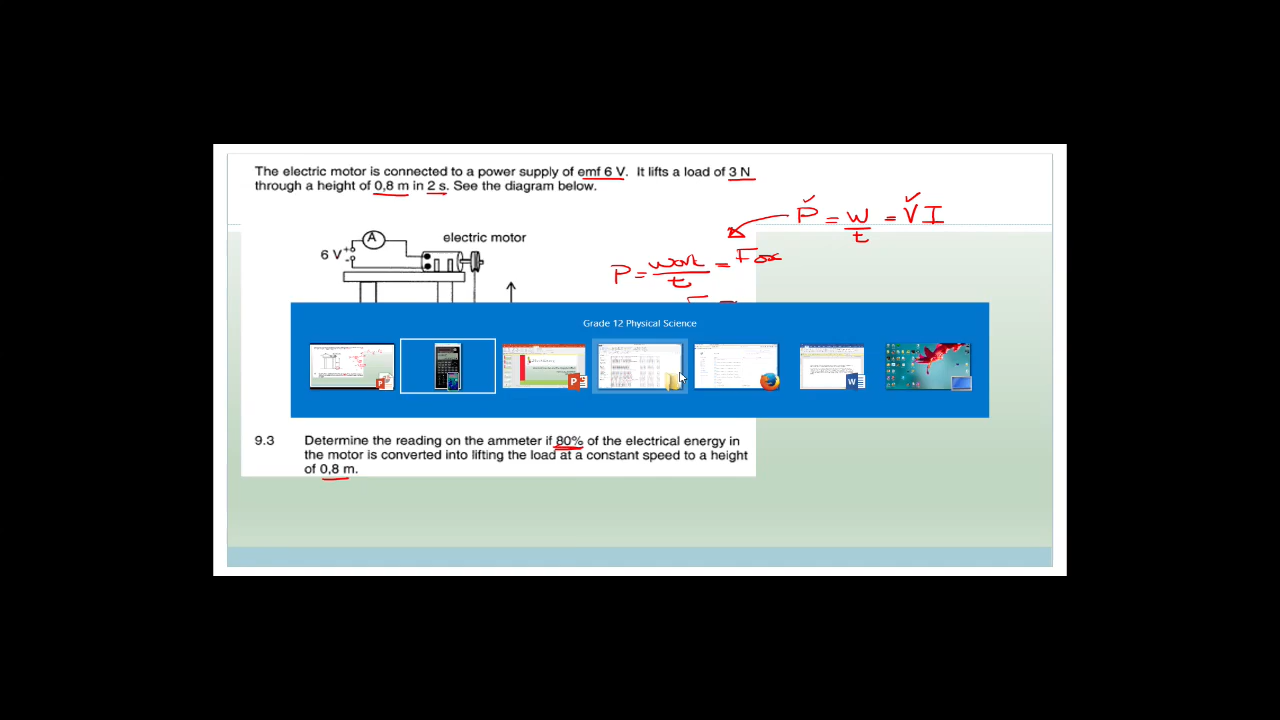 The electric motor is connected to a power supply of emf 6 V. It lifts a load of 3 N
through a height of 0,8 m in 2 s. See the diagram below.
P = W/t = VI
A
electric motor
6 V
+
-
P = work/t = F Δx
Grade 12 Physical Science
9.3 Determine the reading on the ammeter if 80% of the electrical energy in
the motor is converted into lifting the load at a constant speed to a height
of 0,8 m.